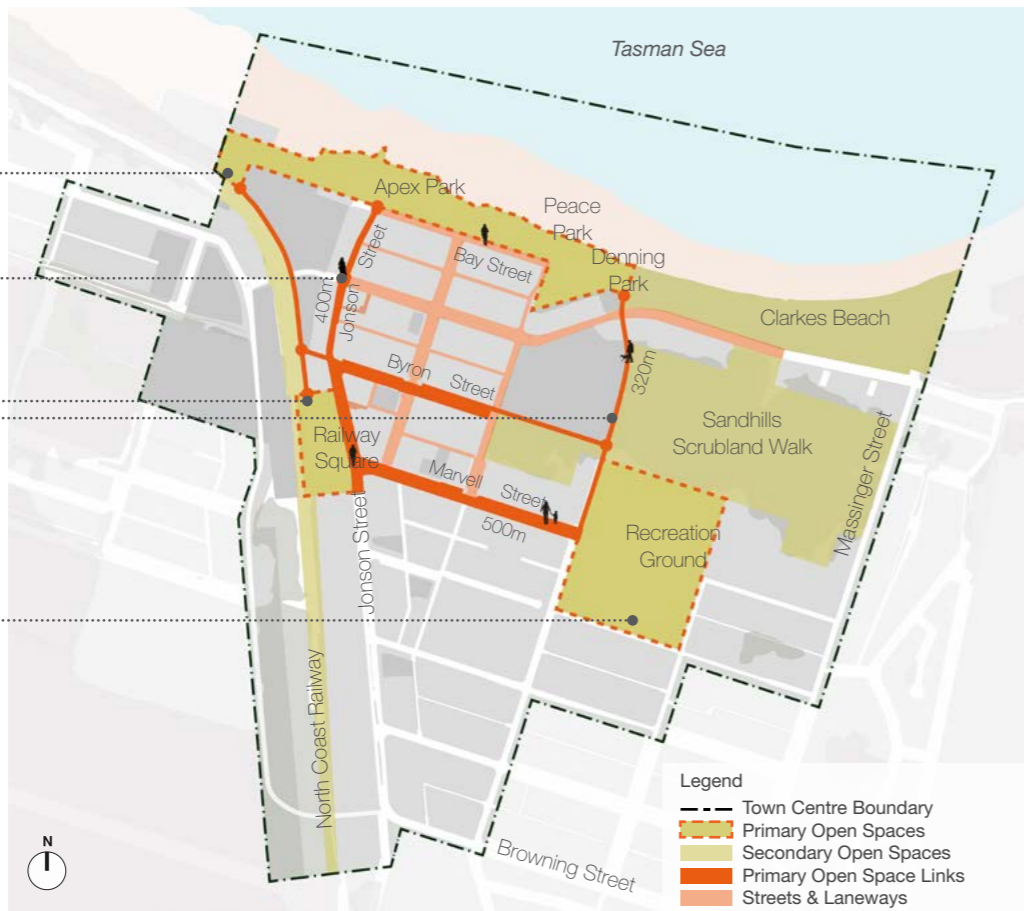 Tasman Sea
Apex Park
Peace
Park
Denning
Park
Bay Street
400m
Jonson Street
Clarkes Beach
320m
Byron Street
Sandhills
Scrubland Walk
Railway
Square
Marvell Street
500m
Massinger Street
Recreation
Ground
Jonson Street
North Coast Railway
Browning Street
N
Legend
Town Centre Boundary
Primary Open Spaces
Secondary Open Spaces
Primary Open Space Links
Streets & Laneways